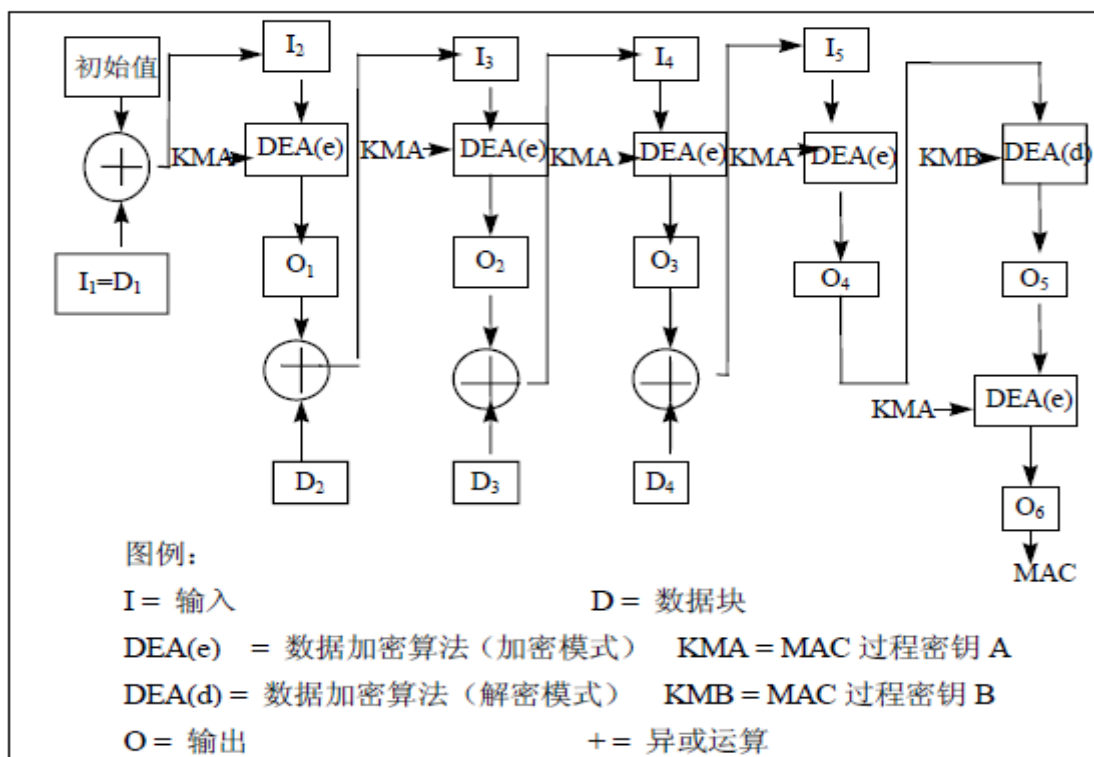 初始值
I₂
I₃
I₄
I₅
KMA
DEA(e)
KMA
DEA(e)
KMA
DEA(e)
KMA
DEA(e)
KMB
DEA(d)
I₁=D₁
O₁
O₂
O₃
O₄
O₅
KMA
DEA(e)
D₂
D₃
D₄
O₆
MAC
图例：
I = 输入 D = 数据块
DEA(e) = 数据加密算法（加密模式） KMA = MAC 过程密钥 A
DEA(d) = 数据加密算法（解密模式） KMB = MAC 过程密钥 B
O = 输出 + = 异或运算